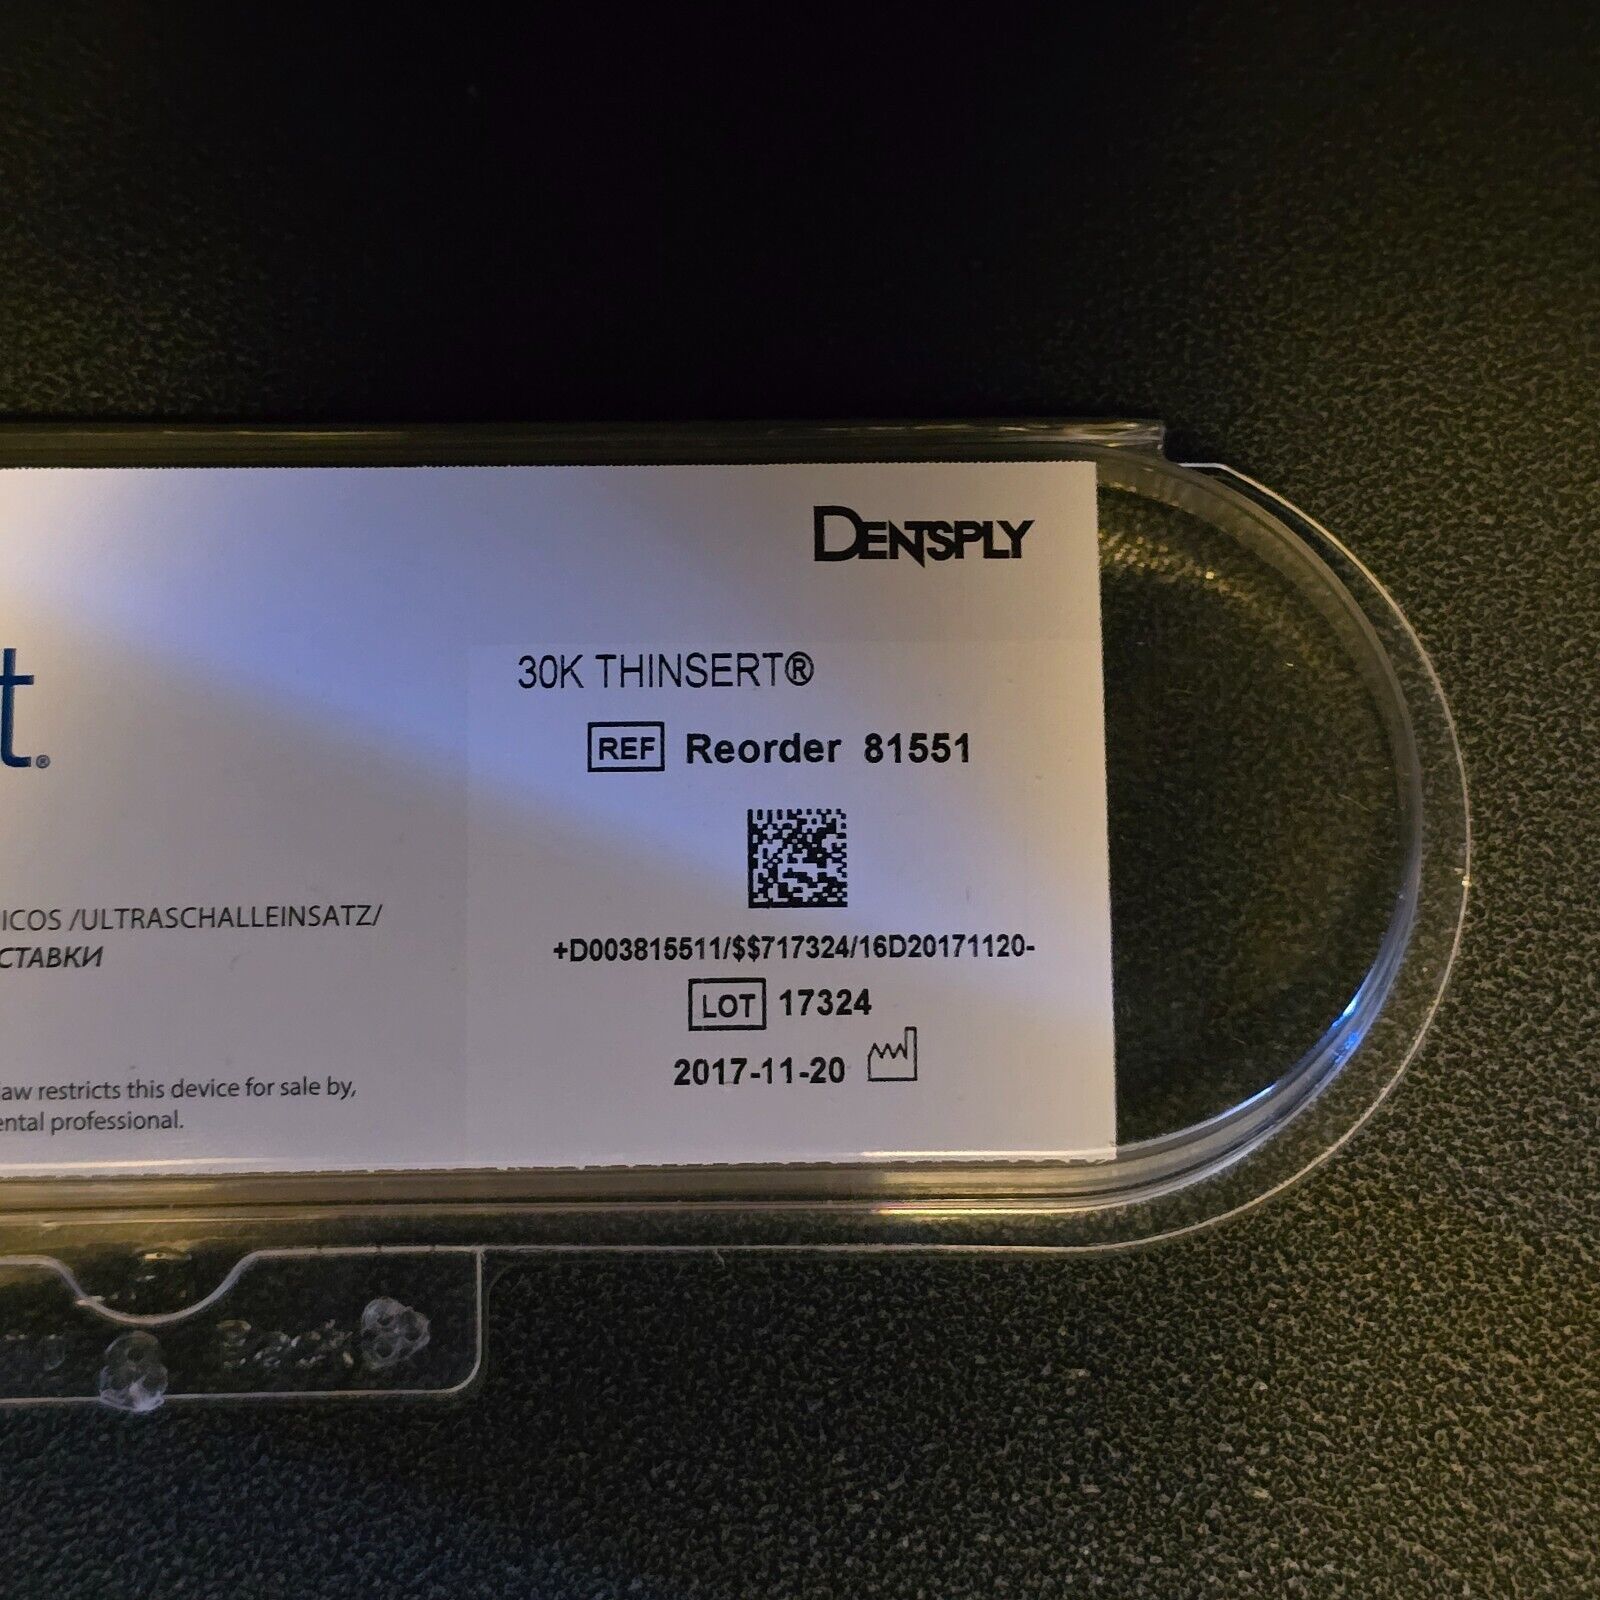 DENTSPLY
t®
30K THINSERT®
REF Reorder 81551
ICOS /ULTRASCHALLEINSATZ/
СТАВКИ
+D003815511/$$717324/16D20171120-
LOT 17324
2017-11-20
aw restricts this device for sale by,
ental professional.